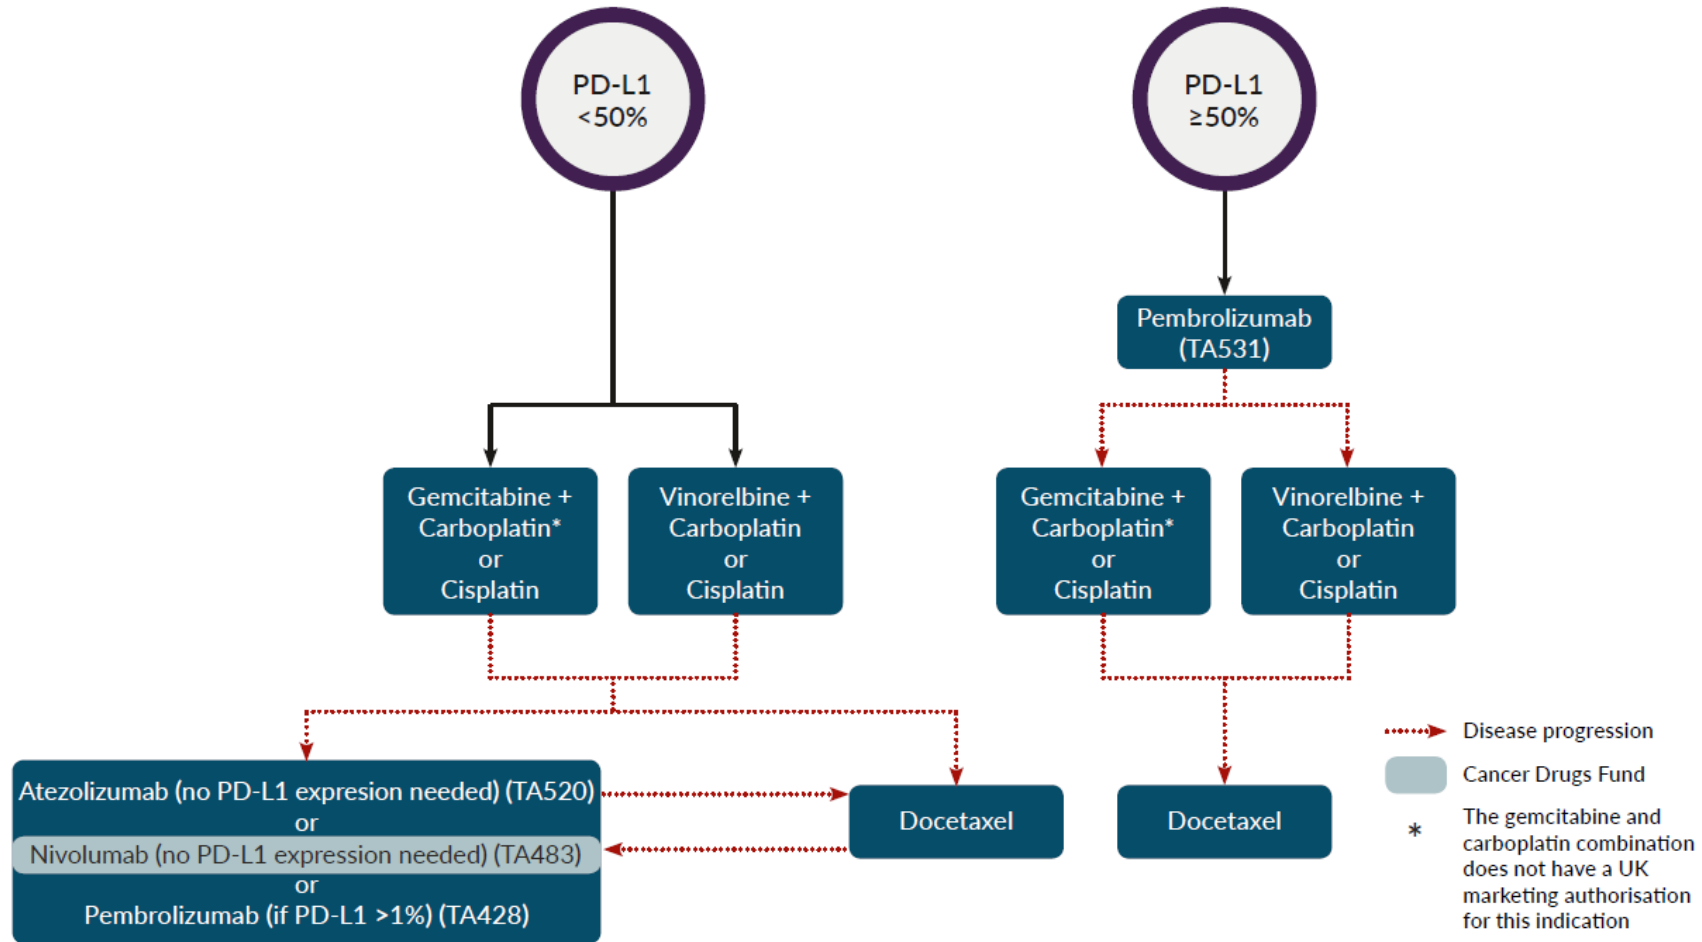 PD-L1
<50%
PD-L1
≥50%
Pembrolizumab
(TA531)
Gemcitabine +
Carboplatin*
or
Cisplatin
Vinorelbine +
Carboplatin
or
Cisplatin
Gemcitabine +
Carboplatin*
or
Cisplatin
Vinorelbine +
Carboplatin
or
Cisplatin
Atezolizumab (no PD-L1 expresion needed) (TA520)
or
Nivolumab (no PD-L1 expression needed) (TA483)
or
Pembrolizumab (if PD-L1 >1%) (TA428)
Docetaxel
Docetaxel
Disease progression
Cancer Drugs Fund
* The gemcitabine and
carboplatin combination
does not have a UK
marketing authorisation
for this indication